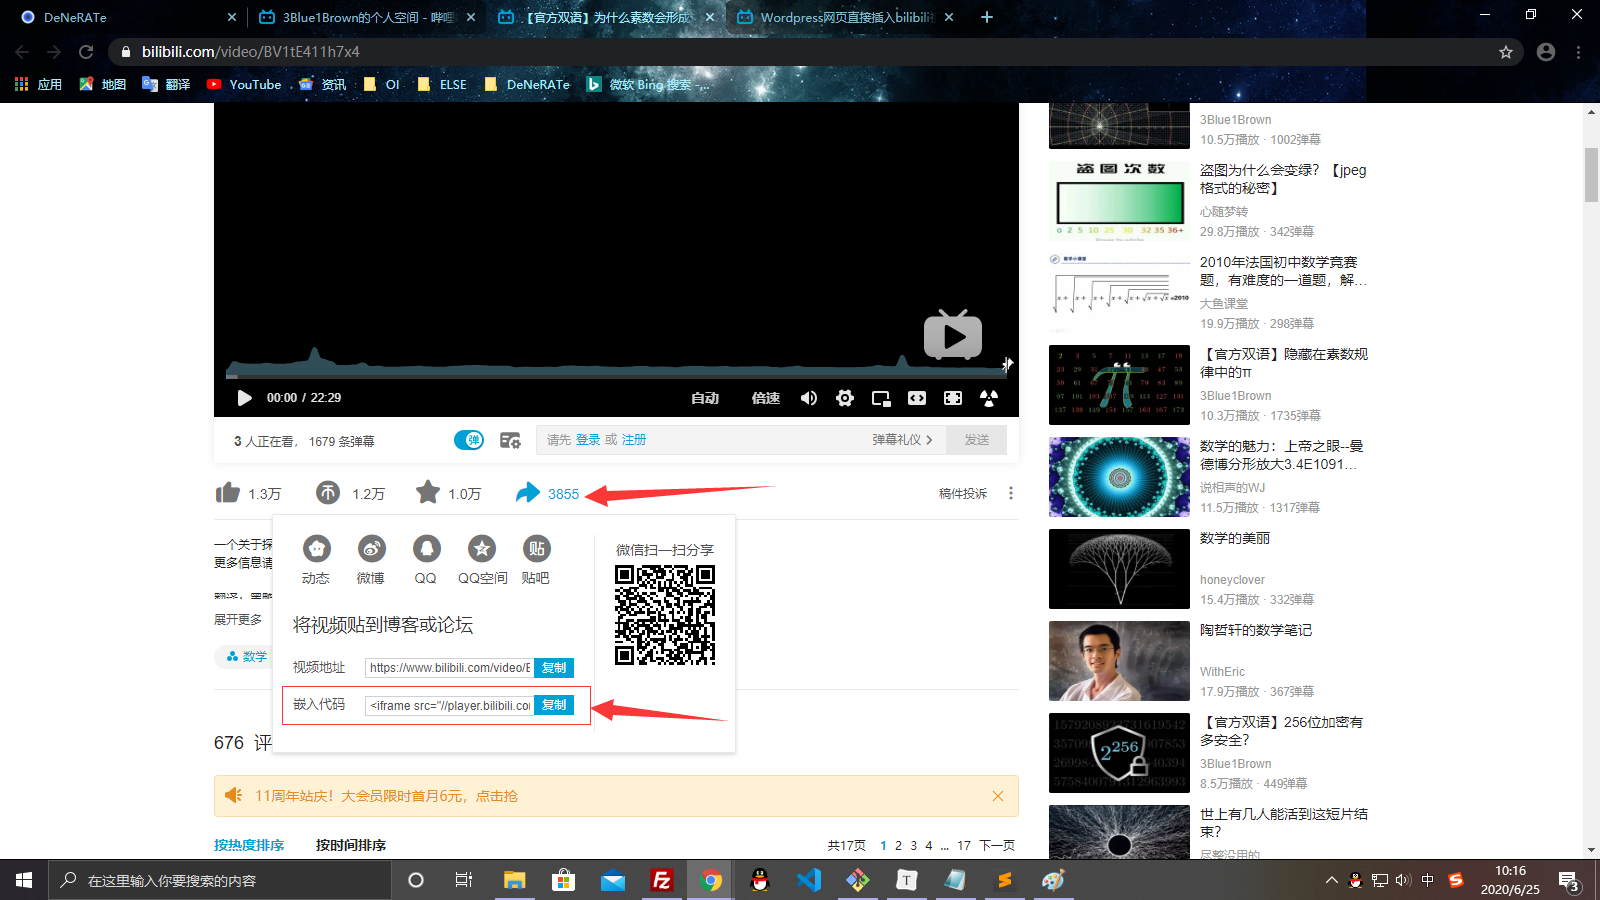 DeNeRATe
3Blue1Brown的个人空间 - 哔哩
【官方双语】为什么素数会形成
Wordpress网页直接插入bilibili
bilibili.com/video/BV1tE411h7x4
应用
地图
翻译
YouTube
资讯
OI
ELSE
DeNeRATe
微软 Bing 搜索 -...
00:00 / 22:29
自动
倍速
3 人正在看， 1679 条弹幕
弹
请先 登录 或 注册
弹幕礼仪
发送
1.3万
1.2万
1.0万
3855
稿件投诉
一个关于探
更多信息请
展开更多
数学
动态
微博
QQ
QQ空间
贴
贴吧
微信扫一扫分享
将视频贴到博客或论坛
视频地址
https://www.bilibili.com/video/B
复制
嵌入代码
<iframe src="//player.bilibili.co
复制
676 评
11周年站庆！大会员限时首月6元，点击抢
按热度排序
按时间排序
共17页 1 2 3 4 ... 17 下一页
3Blue1Brown
10.5万播放 · 1002弹幕
盗图次数
0 2 5 10 25 30 32 35 36+
盗图为什么会变绿？【jpeg
格式的秘密】
心随梦转
29.8万播放 · 342弹幕
2010年法国初中数学竞赛
题，有难度的一道题，解...
大鱼课堂
19.9万播放 · 298弹幕
【官方双语】隐藏在素数规
律中的π
3Blue1Brown
10.3万播放 · 1735弹幕
数学的魅力：上帝之眼--曼
德博分形放大3.4E1091...
说相声的WJ
11.5万播放 · 1317弹幕
数学的美丽
honeyclover
15.4万播放 · 332弹幕
陶哲轩的数学笔记
WithEric
17.9万播放 · 367弹幕
2256
【官方双语】256位加密有
多安全？
3Blue1Brown
8.5万播放 · 449弹幕
世上有几人能活到这短片结
束？
尽整没用的
在这里输入你要搜索的内容
中
10:16
2020/6/25
3